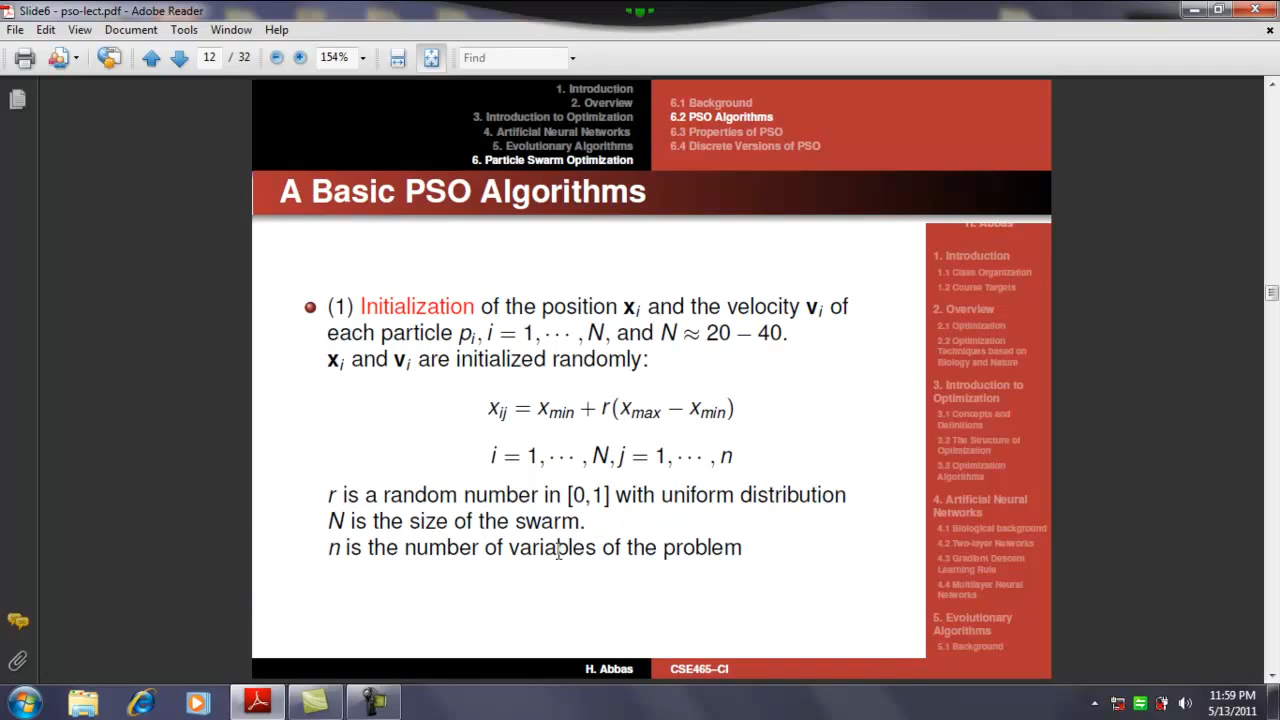 Slide6 - pso-lect.pdf - Adobe Reader
File Edit View Document Tools Window Help
12 / 32 154% Find
1. Introduction
2. Overview
3. Introduction to Optimization
4. Artificial Neural Networks
5. Evolutionary Algorithms
6. Particle Swarm Optimization
6.1 Background
6.2 PSO Algorithms
6.3 Properties of PSO
6.4 Discrete Versions of PSO
A Basic PSO Algorithms
(1) Initialization of the position xᵢ and the velocity vᵢ of
each particle pᵢ, i = 1, ⋯ , N, and N ≈ 20 − 40.
xᵢ and vᵢ are initialized randomly:
x_ij = x_min + r(x_max − x_min)
i = 1, ⋯ , N, j = 1, ⋯ , n
r is a random number in [0,1] with uniform distribution
N is the size of the swarm.
n is the number of variables of the problem
H. Abbas
1. Introduction
1.1 Class Organization
1.2 Course Targets
2. Overview
2.1 Optimization
2.2 Optimization
Techniques based on
Biology and Nature
3. Introduction to
Optimization
3.1 Concepts and
Definitions
3.2 The Structure of
Optimization
3.3 Optimization
Algorithms
4. Artificial Neural
Networks
4.1 Biological background
4.2 Two-layer Networks
4.3 Gradient Descent
Learning Rule
4.4 Multilayer Neural
Networks
5. Evolutionary
Algorithms
5.1 Background
H. Abbas CSE465–CI
11:59 PM
5/13/2011